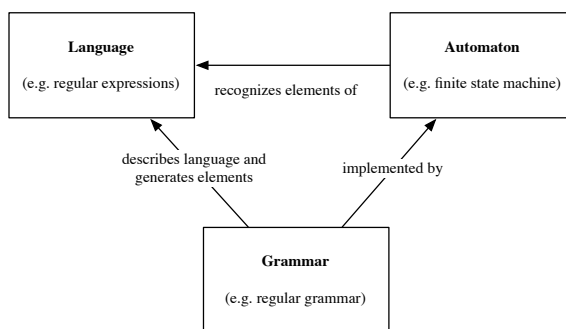 Language
(e.g. regular expressions)
Automaton
(e.g. finite state machine)
recognizes elements of
describes language and
generates elements
implemented by
Grammar
(e.g. regular grammar)